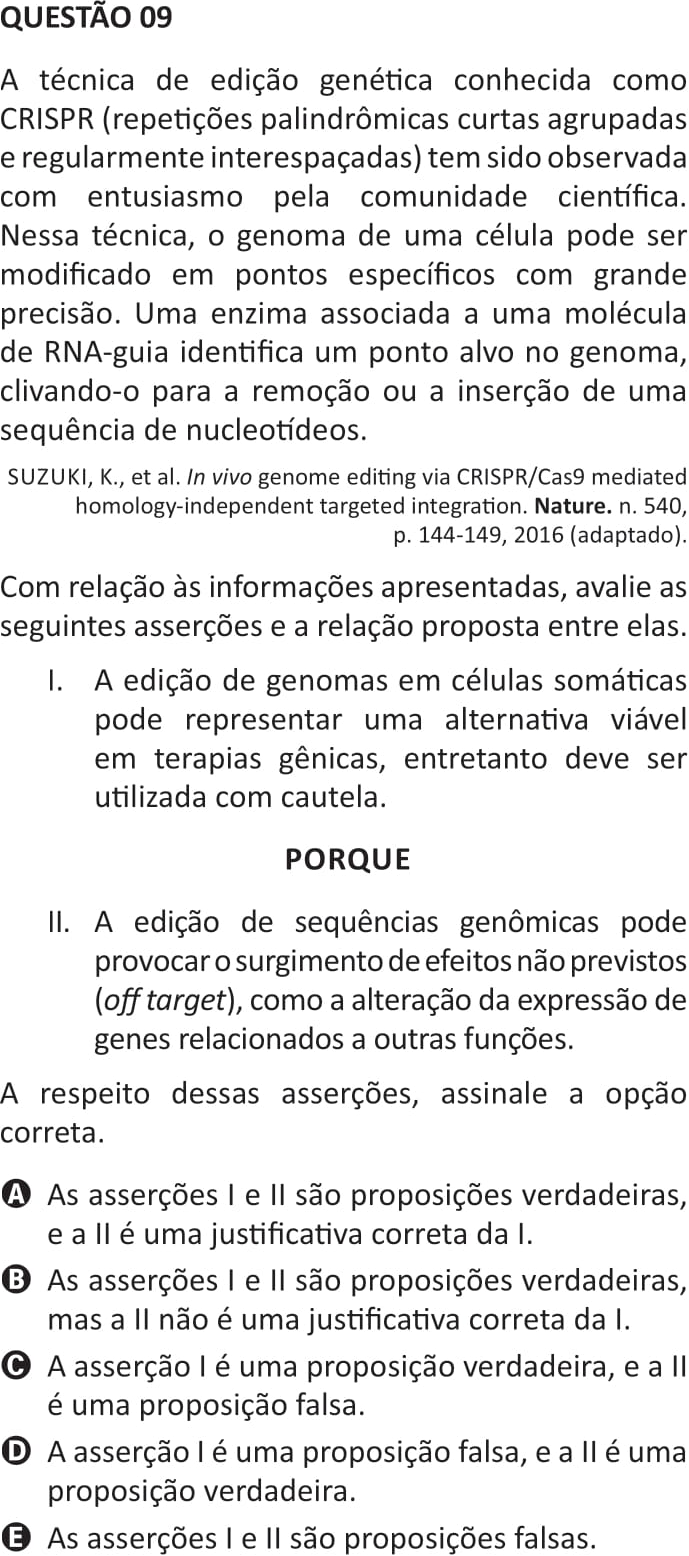 QUESTÃO 09
A técnica de edição genética conhecida como
CRISPR (repetições palindrômicas curtas agrupadas
e regularmente interespaçadas) tem sido observada
com entusiasmo pela comunidade científica.
Nessa técnica, o genoma de uma célula pode ser
modificado em pontos específicos com grande
precisão. Uma enzima associada a uma molécula
de RNA-guia identifica um ponto alvo no genoma,
clivando-o para a remoção ou a inserção de uma
sequência de nucleotídeos.
SUZUKI, K., et al. In vivo genome editing via CRISPR/Cas9 mediated
homology-independent targeted integration. Nature. n. 540,
p. 144-149, 2016 (adaptado).
Com relação às informações apresentadas, avalie as
seguintes asserções e a relação proposta entre elas.
I. A edição de genomas em células somáticas
pode representar uma alternativa viável
em terapias gênicas, entretanto deve ser
utilizada com cautela.
PORQUE
II. A edição de sequências genômicas pode
provocar o surgimento de efeitos não previstos
(off target), como a alteração da expressão de
genes relacionados a outras funções.
A respeito dessas asserções, assinale a opção
correta.
A As asserções I e II são proposições verdadeiras,
e a II é uma justificativa correta da I.
B As asserções I e II são proposições verdadeiras,
mas a II não é uma justificativa correta da I.
C A asserção I é uma proposição verdadeira, e a II
é uma proposição falsa.
D A asserção I é uma proposição falsa, e a II é uma
proposição verdadeira.
E As asserções I e II são proposições falsas.